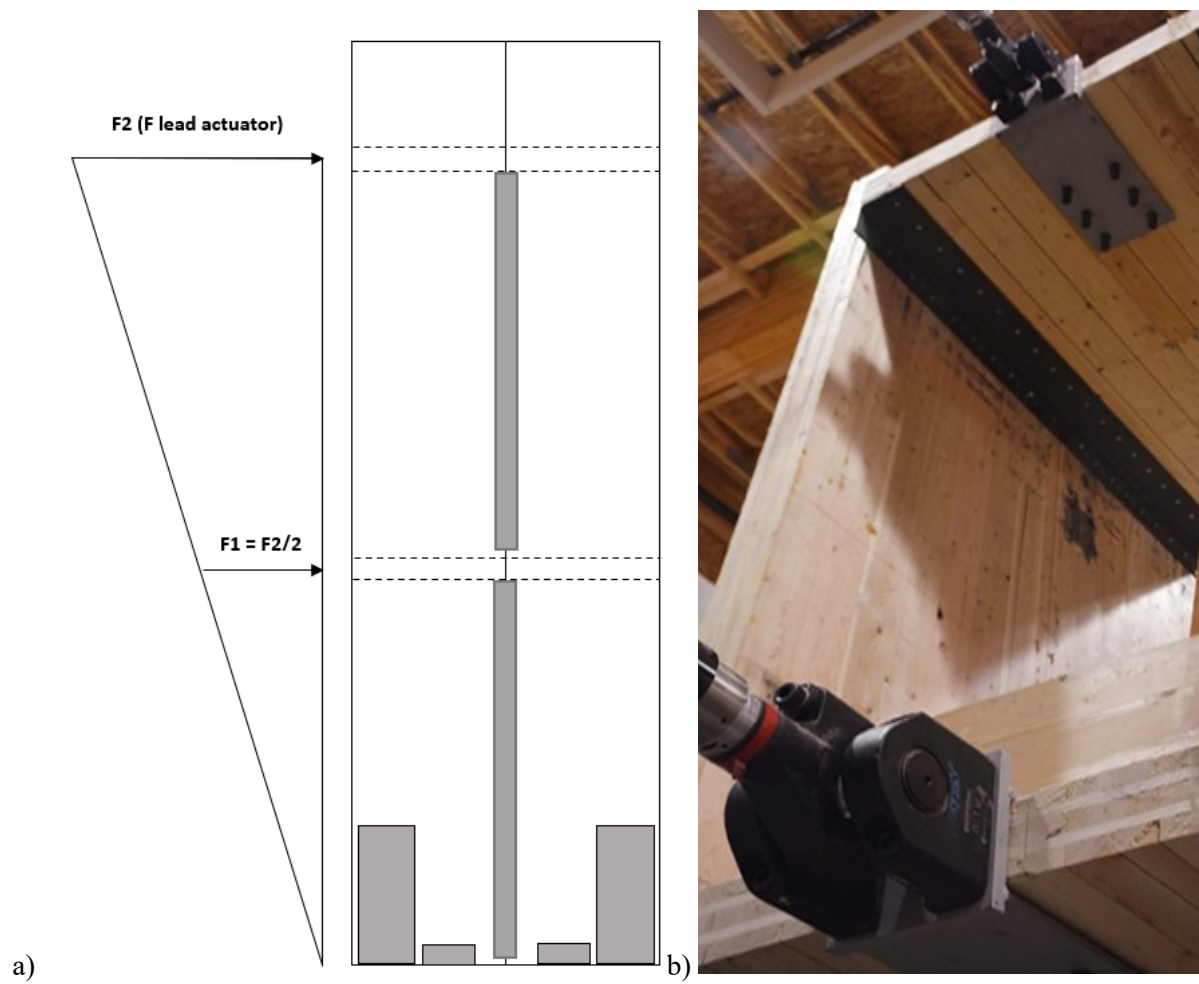 F2 (F lead actuator)
F1 = F2/2
a)
b)